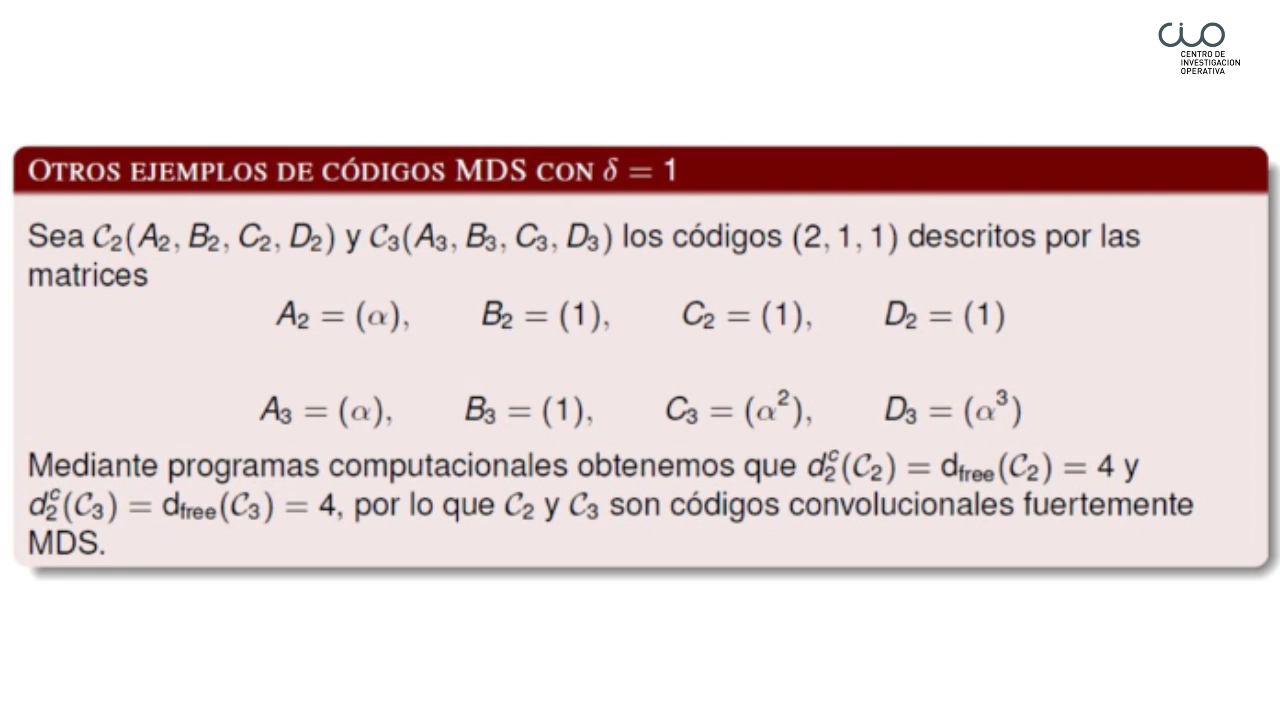 CIO
CENTRO DE
INVESTIGACION
OPERATIVA
OTROS EJEMPLOS DE CÓDIGOS MDS CON δ = 1
Sea 𝒞₂(A₂, B₂, C₂, D₂) y 𝒞₃(A₃, B₃, C₃, D₃) los códigos (2, 1, 1) descritos por las
matrices
A₂ = (α), B₂ = (1), C₂ = (1), D₂ = (1)
A₃ = (α), B₃ = (1), C₃ = (α²), D₃ = (α³)
Mediante programas computacionales obtenemos que d₂ᶜ(𝒞₂) = d_free(𝒞₂) = 4 y
d₂ᶜ(𝒞₃) = d_free(𝒞₃) = 4, por lo que 𝒞₂ y 𝒞₃ son códigos convolucionales fuertemente
MDS.